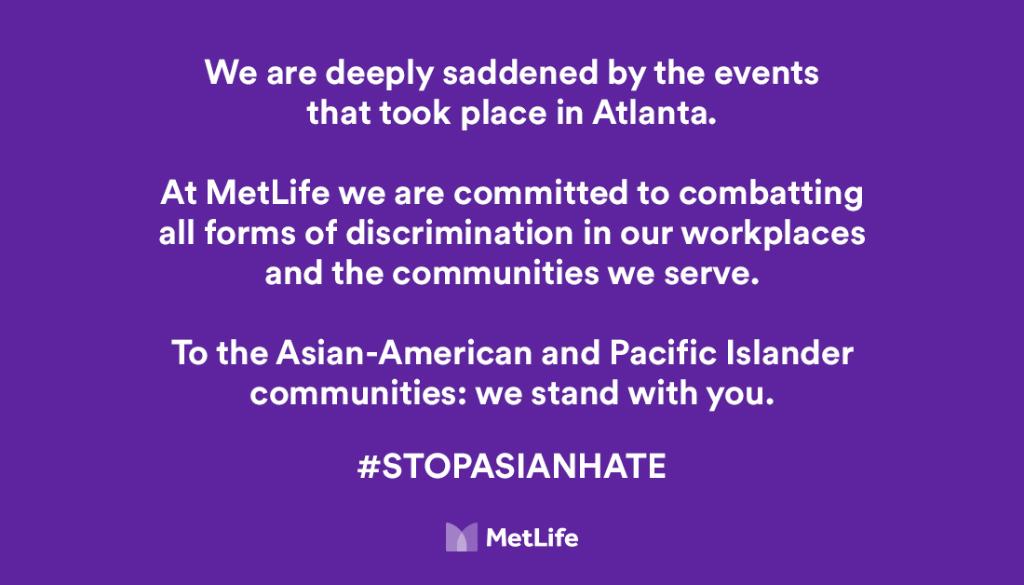 We are deeply saddened by the events
that took place in Atlanta.
At MetLife we are committed to combatting
all forms of discrimination in our workplaces
and the communities we serve.
To the Asian-American and Pacific Islander
communities: we stand with you.
#STOPASIANHATE
MetLife